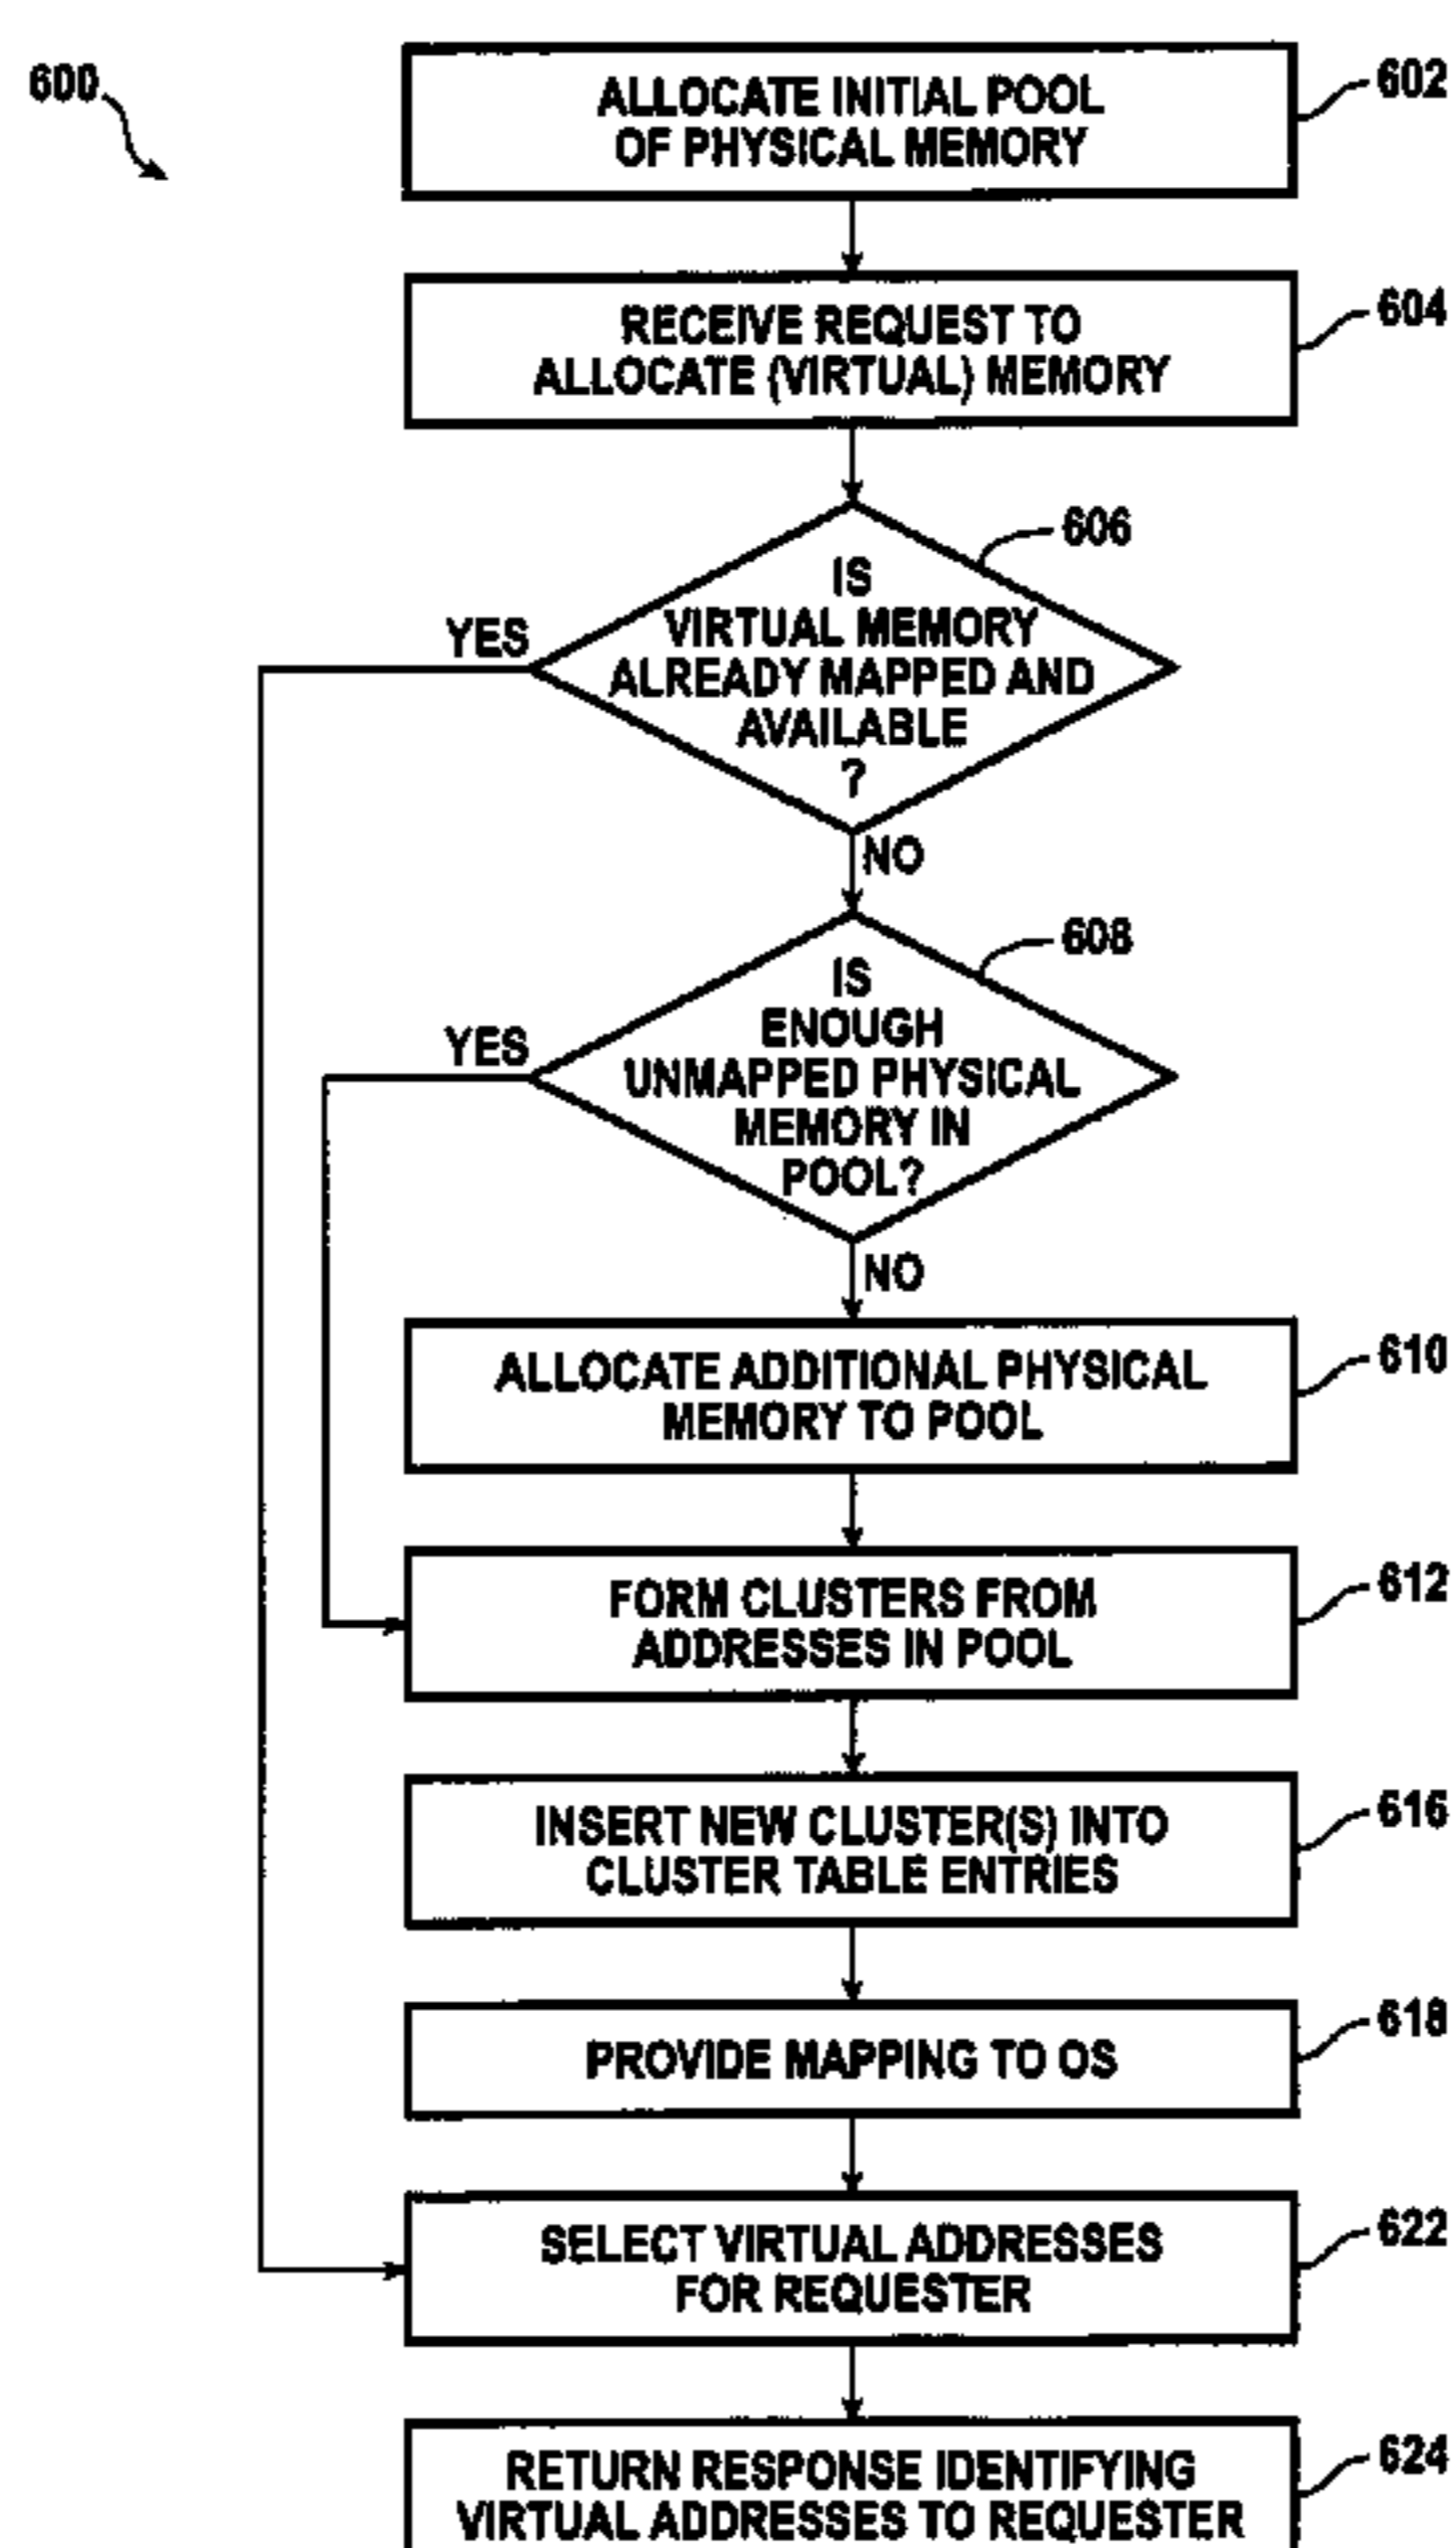 600
ALLOCATE INITIAL POOL
OF PHYSICAL MEMORY
602
RECEIVE REQUEST TO
ALLOCATE (VIRTUAL) MEMORY
604
606
IS
VIRTUAL MEMORY
ALREADY MAPPED AND
AVAILABLE
?
YES
NO
608
IS
ENOUGH
UNMAPPED PHYSICAL
MEMORY IN
POOL?
YES
NO
ALLOCATE ADDITIONAL PHYSICAL
MEMORY TO POOL
610
FORM CLUSTERS FROM
ADDRESSES IN POOL
612
INSERT NEW CLUSTER(S) INTO
CLUSTER TABLE ENTRIES
616
PROVIDE MAPPING TO OS
618
SELECT VIRTUAL ADDRESSES
FOR REQUESTER
622
RETURN RESPONSE IDENTIFYING
VIRTUAL ADDRESSES TO REQUESTER
624